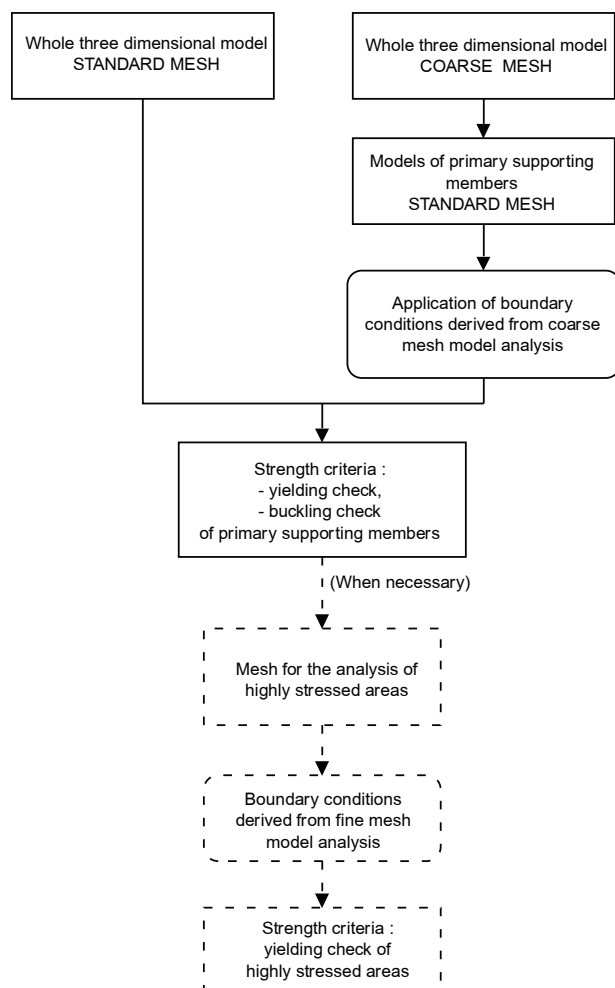 Whole three dimensional model
STANDARD MESH
Whole three dimensional model
COARSE MESH
Models of primary supporting
members
STANDARD MESH
Application of boundary
conditions derived from coarse
mesh model analysis
Strength criteria :
- yielding check,
- buckling check
of primary supporting members
(When necessary)
Mesh for the analysis of
highly stressed areas
Boundary conditions
derived from fine mesh
model analysis
Strength criteria :
yielding check of
highly stressed areas